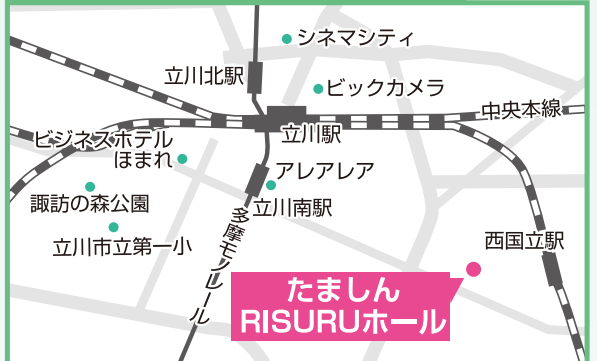 シネマシティ
立川北駅
ビックカメラ
中央本線
立川駅
ビジネスホテル
ほまれ
アレアレア
諏訪の森公園
立川南駅
多摩モノレール
立川市立第一小
西国立駅
たましん
RISURUホール